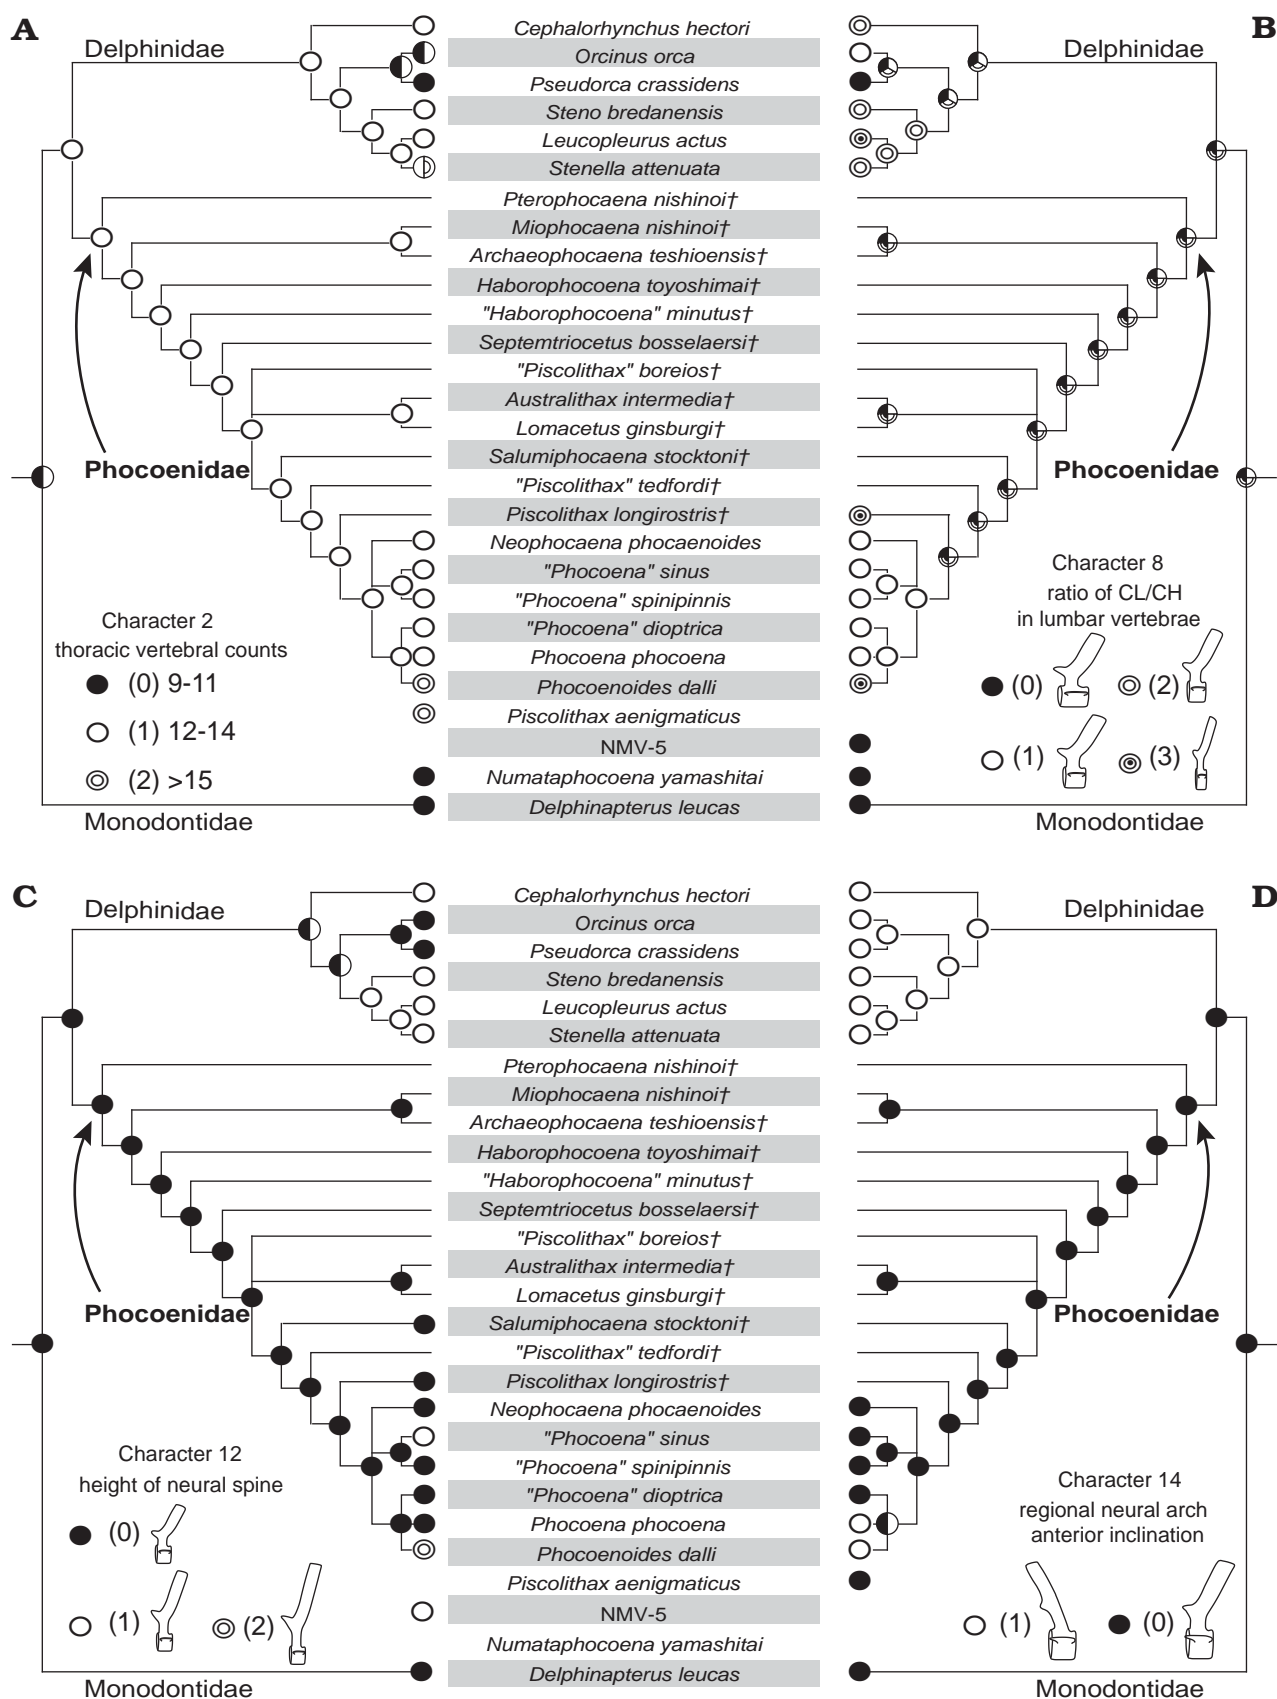 A
B
Delphinidae
Delphinidae
Cephalorhynchus hectori
Orcinus orca
Pseudorca crassidens
Steno bredanensis
Leucopleurus actus
Stenella attenuata
Pterophocaena nishinoi†
Miophocaena nishinoi†
Archaeophocaena teshioensis†
Haborophocoena toyoshimai†
"Haborophocoena" minutus†
Septemtriocetus bosselaersi†
"Piscolithax" boreios†
Australithax intermedia†
Lomacetus ginsburgi†
Salumiphocaena stocktoni†
"Piscolithax" tedfordi†
Piscolithax longirostris†
Neophocaena phocaenoides
"Phocoena" sinus
"Phocoena" spinipinnis
"Phocoena" dioptrica
Phocoena phocoena
Phocoenoides dalli
Piscolithax aenigmaticus
NMV-5
Numataphocoena yamashitai
Delphinapterus leucas
Phocoenidae
Phocoenidae
Character 2
thoracic vertebral counts
(0) 9-11
(1) 12-14
(2) >15
Character 8
ratio of CL/CH
in lumbar vertebrae
(0)
(2)
(1)
(3)
Monodontidae
Monodontidae
C
D
Delphinidae
Delphinidae
Cephalorhynchus hectori
Orcinus orca
Pseudorca crassidens
Steno bredanensis
Leucopleurus actus
Stenella attenuata
Pterophocaena nishinoi†
Miophocaena nishinoi†
Archaeophocaena teshioensis†
Haborophocoena toyoshimai†
"Haborophocoena" minutus†
Septemtriocetus bosselaersi†
"Piscolithax" boreios†
Australithax intermedia†
Lomacetus ginsburgi†
Salumiphocaena stocktoni†
"Piscolithax" tedfordi†
Piscolithax longirostris†
Neophocaena phocaenoides
"Phocoena" sinus
"Phocoena" spinipinnis
"Phocoena" dioptrica
Phocoena phocoena
Phocoenoides dalli
Piscolithax aenigmaticus
NMV-5
Numataphocoena yamashitai
Delphinapterus leucas
Phocoenidae
Phocoenidae
Character 12
height of neural spine
(0)
(1)
(2)
Character 14
regional neural arch
anterior inclination
(1)
(0)
Monodontidae
Monodontidae